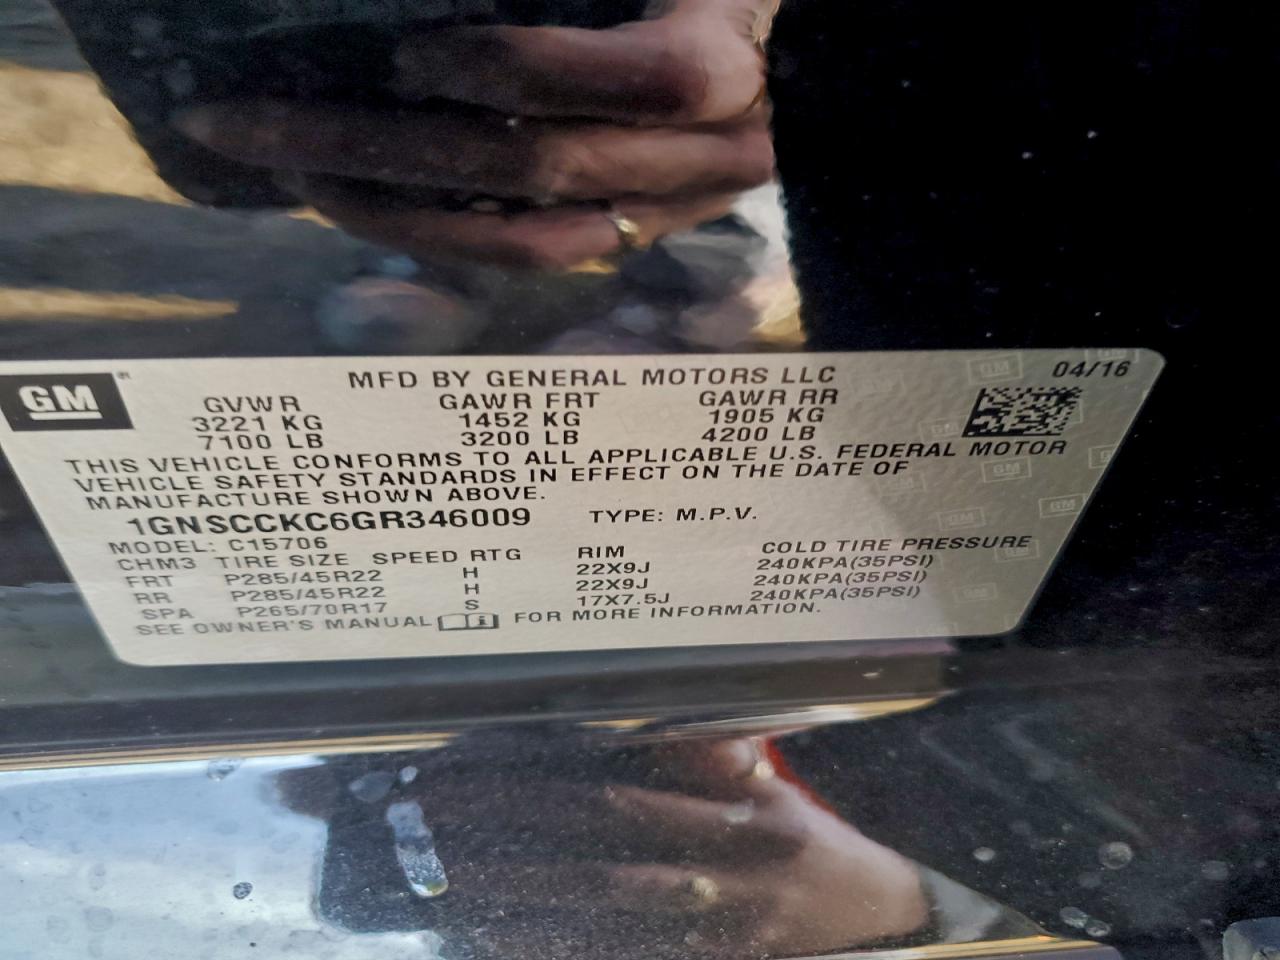 GM
MFD BY GENERAL MOTORS LLC 04/16
GVWR GAWR FRT GAWR RR
3221 KG 1452 KG 1905 KG
7100 LB 3200 LB 4200 LB
THIS VEHICLE CONFORMS TO ALL APPLICABLE U.S. FEDERAL MOTOR
VEHICLE SAFETY STANDARDS IN EFFECT ON THE DATE OF
MANUFACTURE SHOWN ABOVE.
1GNSCCKC6GR346009 TYPE: M.P.V.
MODEL: C15706
CHM3 TIRE SIZE SPEED RTG RIM COLD TIRE PRESSURE
FRT P285/45R22 H 22X9J 240KPA(35PSI)
RR P285/45R22 H 22X9J 240KPA(35PSI)
SPA P265/70R17 S 17X7.5J 240KPA(35PSI)
SEE OWNER'S MANUAL FOR MORE INFORMATION.